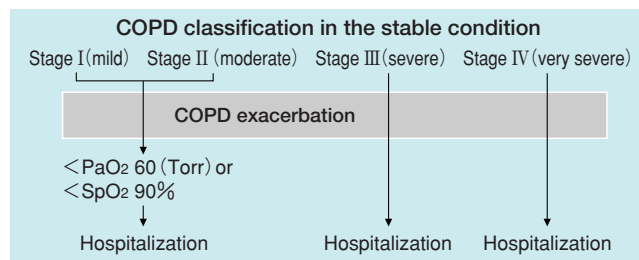 COPD classification in the stable condition
Stage Ⅰ(mild) Stage Ⅱ (moderate) Stage Ⅲ(severe) Stage Ⅳ(very severe)
COPD exacerbation
＜PaO2 60 (Torr) or
＜SpO2 90％
Hospitalization Hospitalization Hospitalization